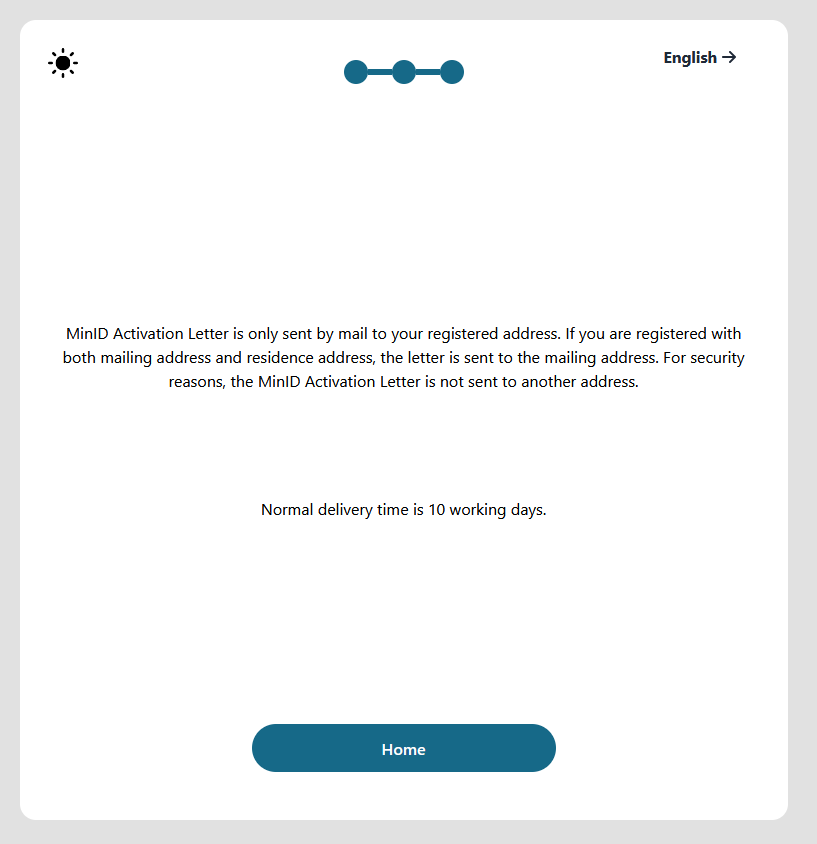 English →
MinID Activation Letter is only sent by mail to your registered address. If you are registered with
both mailing address and residence address, the letter is sent to the mailing address. For security
reasons, the MinID Activation Letter is not sent to another address.
Normal delivery time is 10 working days.
Home